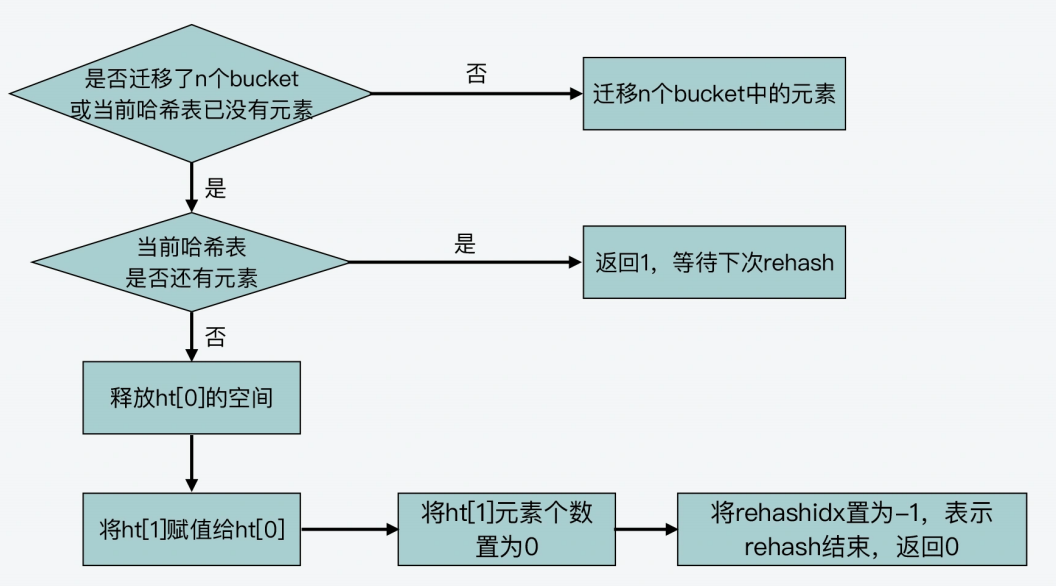 是否迁移了n个bucket
或当前哈希表已没有元素
否
迁移n个bucket中的元素
是
当前哈希表
是否还有元素
是
返回1，等待下次rehash
否
释放ht[0]的空间
将ht[1]赋值给ht[0]
将ht[1]元素个数
置为0
将rehashidx置为-1，表示
rehash结束，返回0